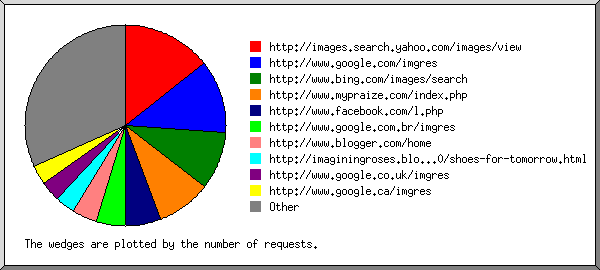 http://images.search.yahoo.com/images/view
http://www.google.com/imgres
http://www.bing.com/images/search
http://www.mypraize.com/index.php
http://www.facebook.com/l.php
http://www.google.com.br/imgres
http://www.blogger.com/home
http://imaginingroses.blo...0/shoes-for-tomorrow.html
http://www.google.co.uk/imgres
http://www.google.ca/imgres
Other
The wedges are plotted by the number of requests.